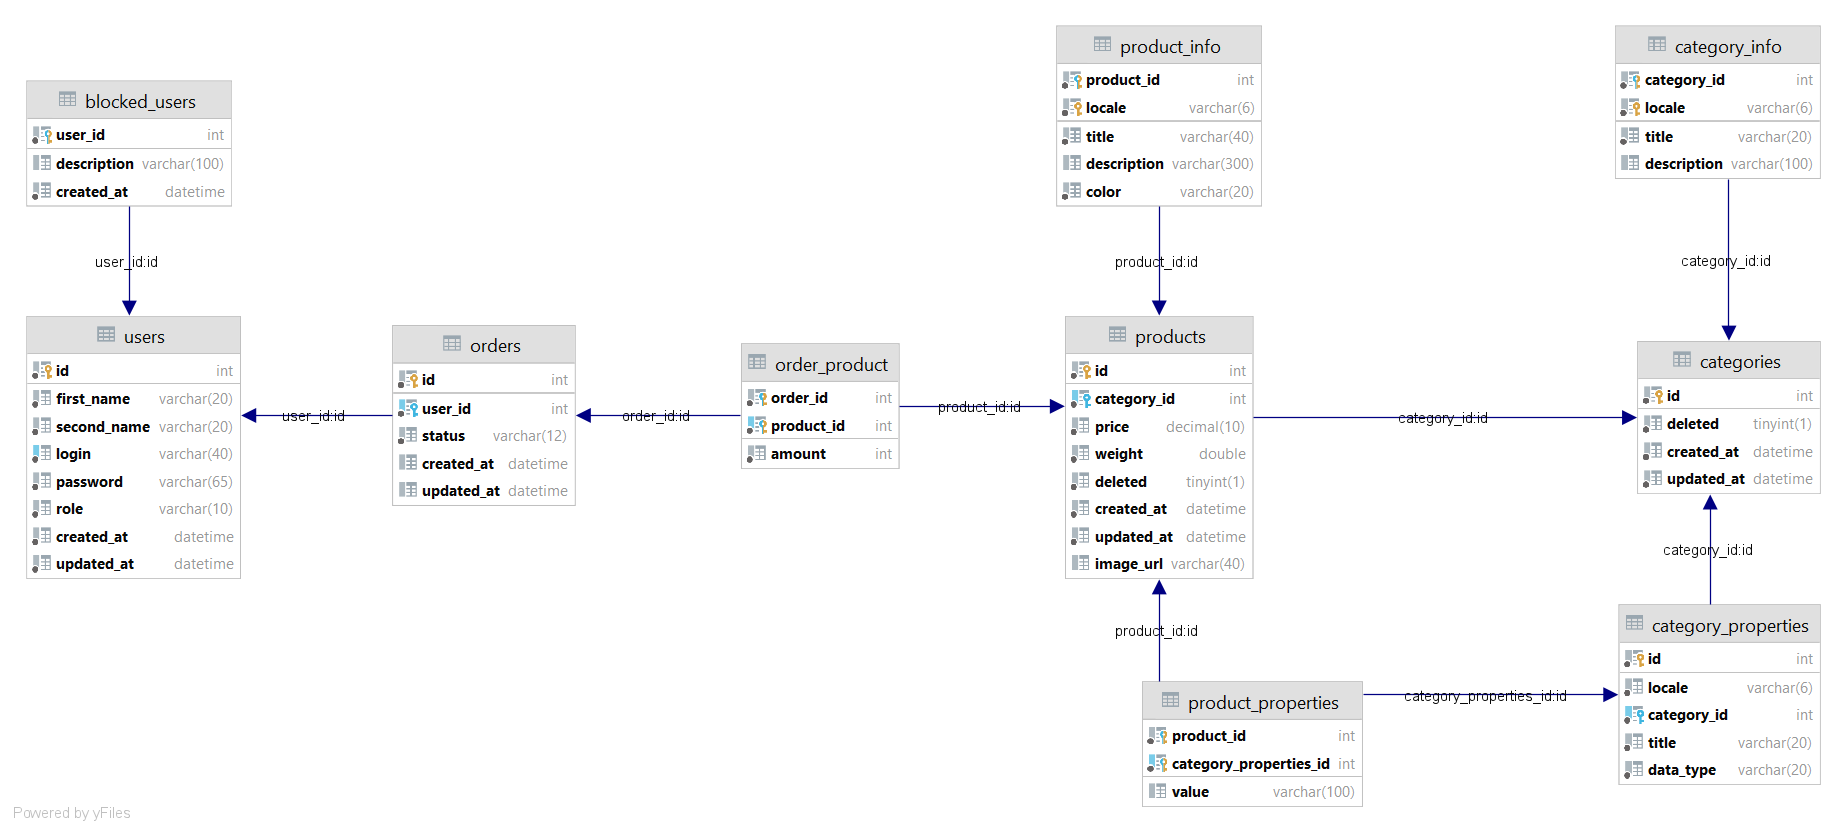 blocked_users
user_id int
description varchar(100)
created_at datetime
user_id:id
users
id int
first_name varchar(20)
second_name varchar(20)
login varchar(40)
password varchar(65)
role varchar(10)
created_at datetime
updated_at datetime
user_id:id
orders
id int
user_id int
status varchar(12)
created_at datetime
updated_at datetime
order_id:id
order_product
order_id int
product_id int
amount int
product_id:id
product_info
product_id int
locale varchar(6)
title varchar(40)
description varchar(300)
color varchar(20)
product_id:id
products
id int
category_id int
price decimal(10)
weight double
deleted tinyint(1)
created_at datetime
updated_at datetime
image_url varchar(40)
product_id:id
product_properties
product_id int
category_properties_id int
value varchar(100)
category_id:id
category_properties_id:id
category_info
category_id int
locale varchar(6)
title varchar(20)
description varchar(100)
category_id:id
categories
id int
deleted tinyint(1)
created_at datetime
updated_at datetime
category_id:id
category_properties
id int
locale varchar(6)
category_id int
title varchar(20)
data_type varchar(20)
Powered by yFiles